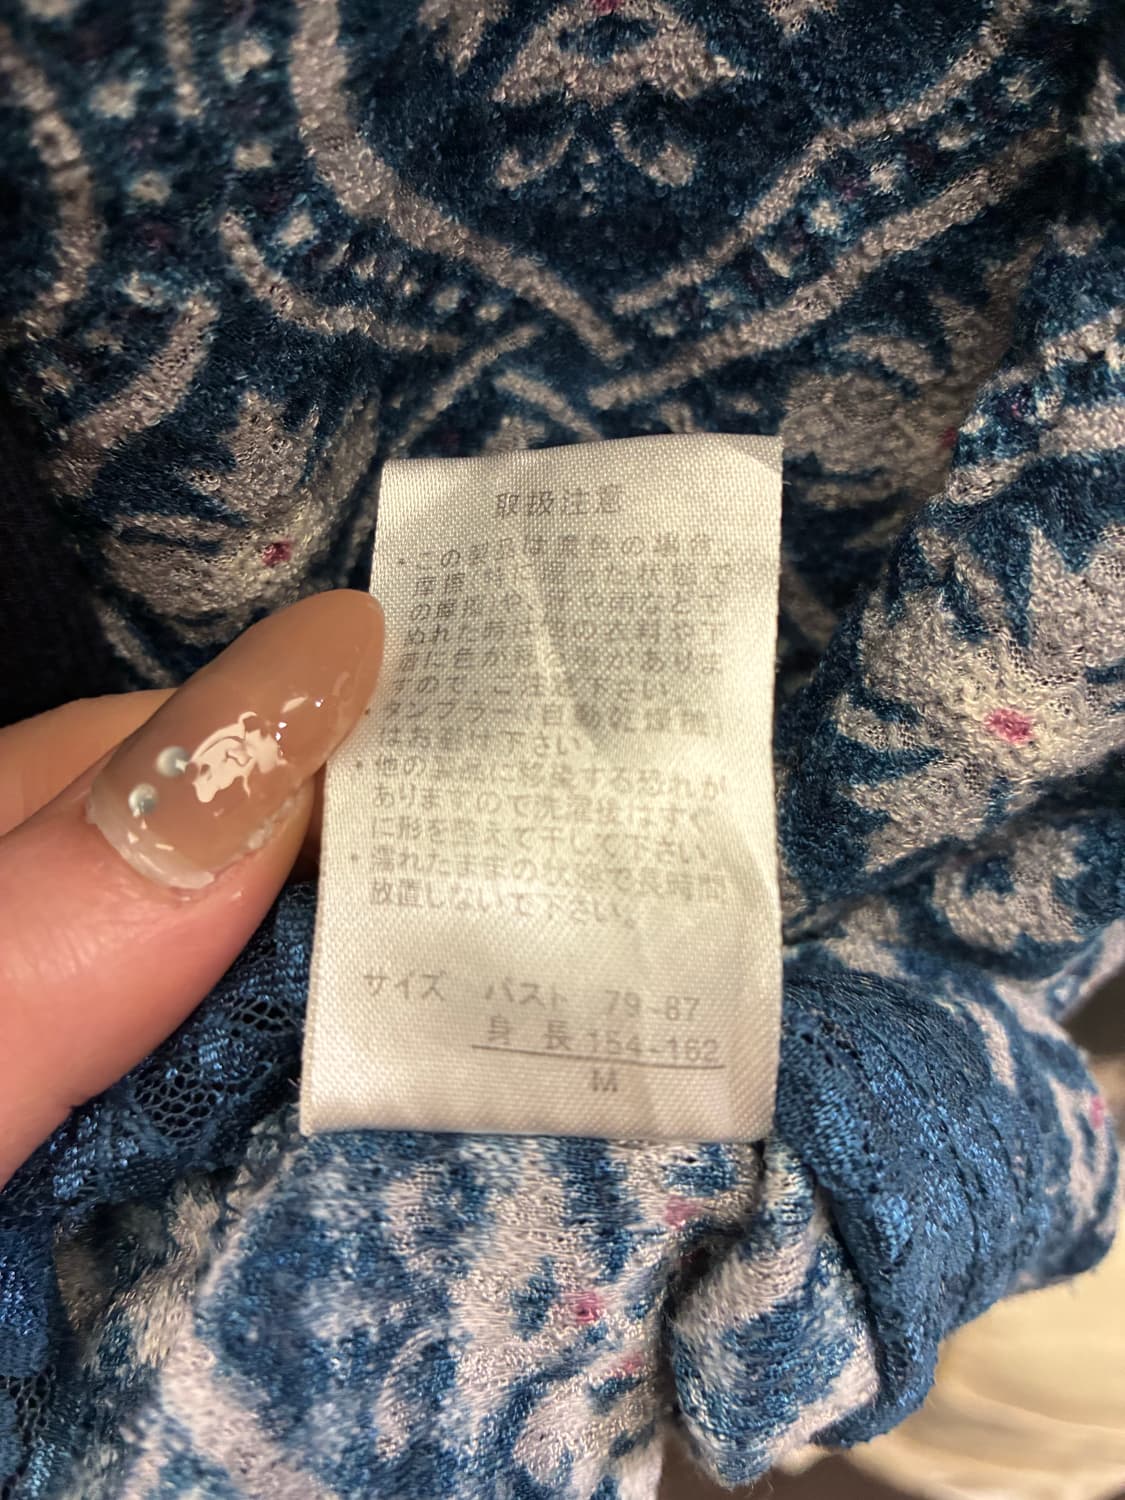 取扱注意
・この製品は濃色の場合、
摩擦(特に湿った状態で
の摩擦)や、汗や雨などで
ぬれた時は他の衣料や下
着に色が移る事がありま
すので、ご注意下さい。
・タンブラー(自動乾燥機)
はお避け下さい。
・他の製品に移染する恐れが
ありますので洗濯後はすぐ
に形を整えて干して下さい。
・濡れたままの状態で長時間
放置しないで下さい。
サイズ バスト 79-87
身長 154-162
M